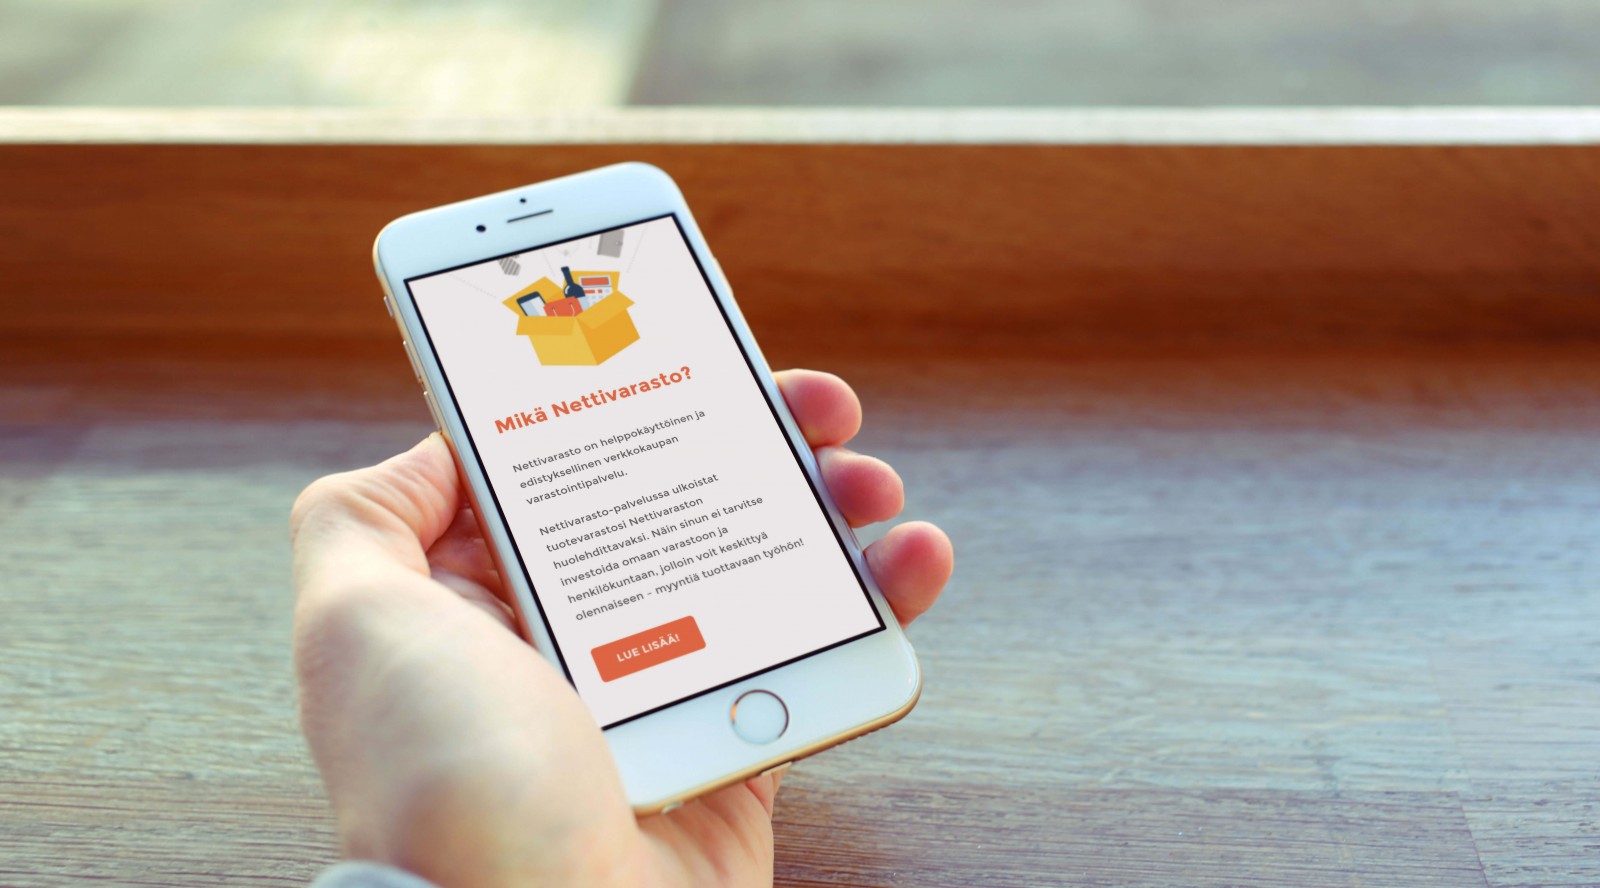 Mikä Nettivarasto?
Nettivarasto on helppokäyttöinen ja
edistyksellinen verkkokaupan
varastointipalvelu.
Nettivarasto-palvelussa ulkoistat
tuotevarastosi Nettivaraston
huolehdittavaksi. Näin sinun ei tarvitse
investoida omaan varastoon ja
henkilökuntaan, jolloin voit keskittyä
olennaiseen - myyntiä tuottavaan työhön!
LUE LISÄÄ!